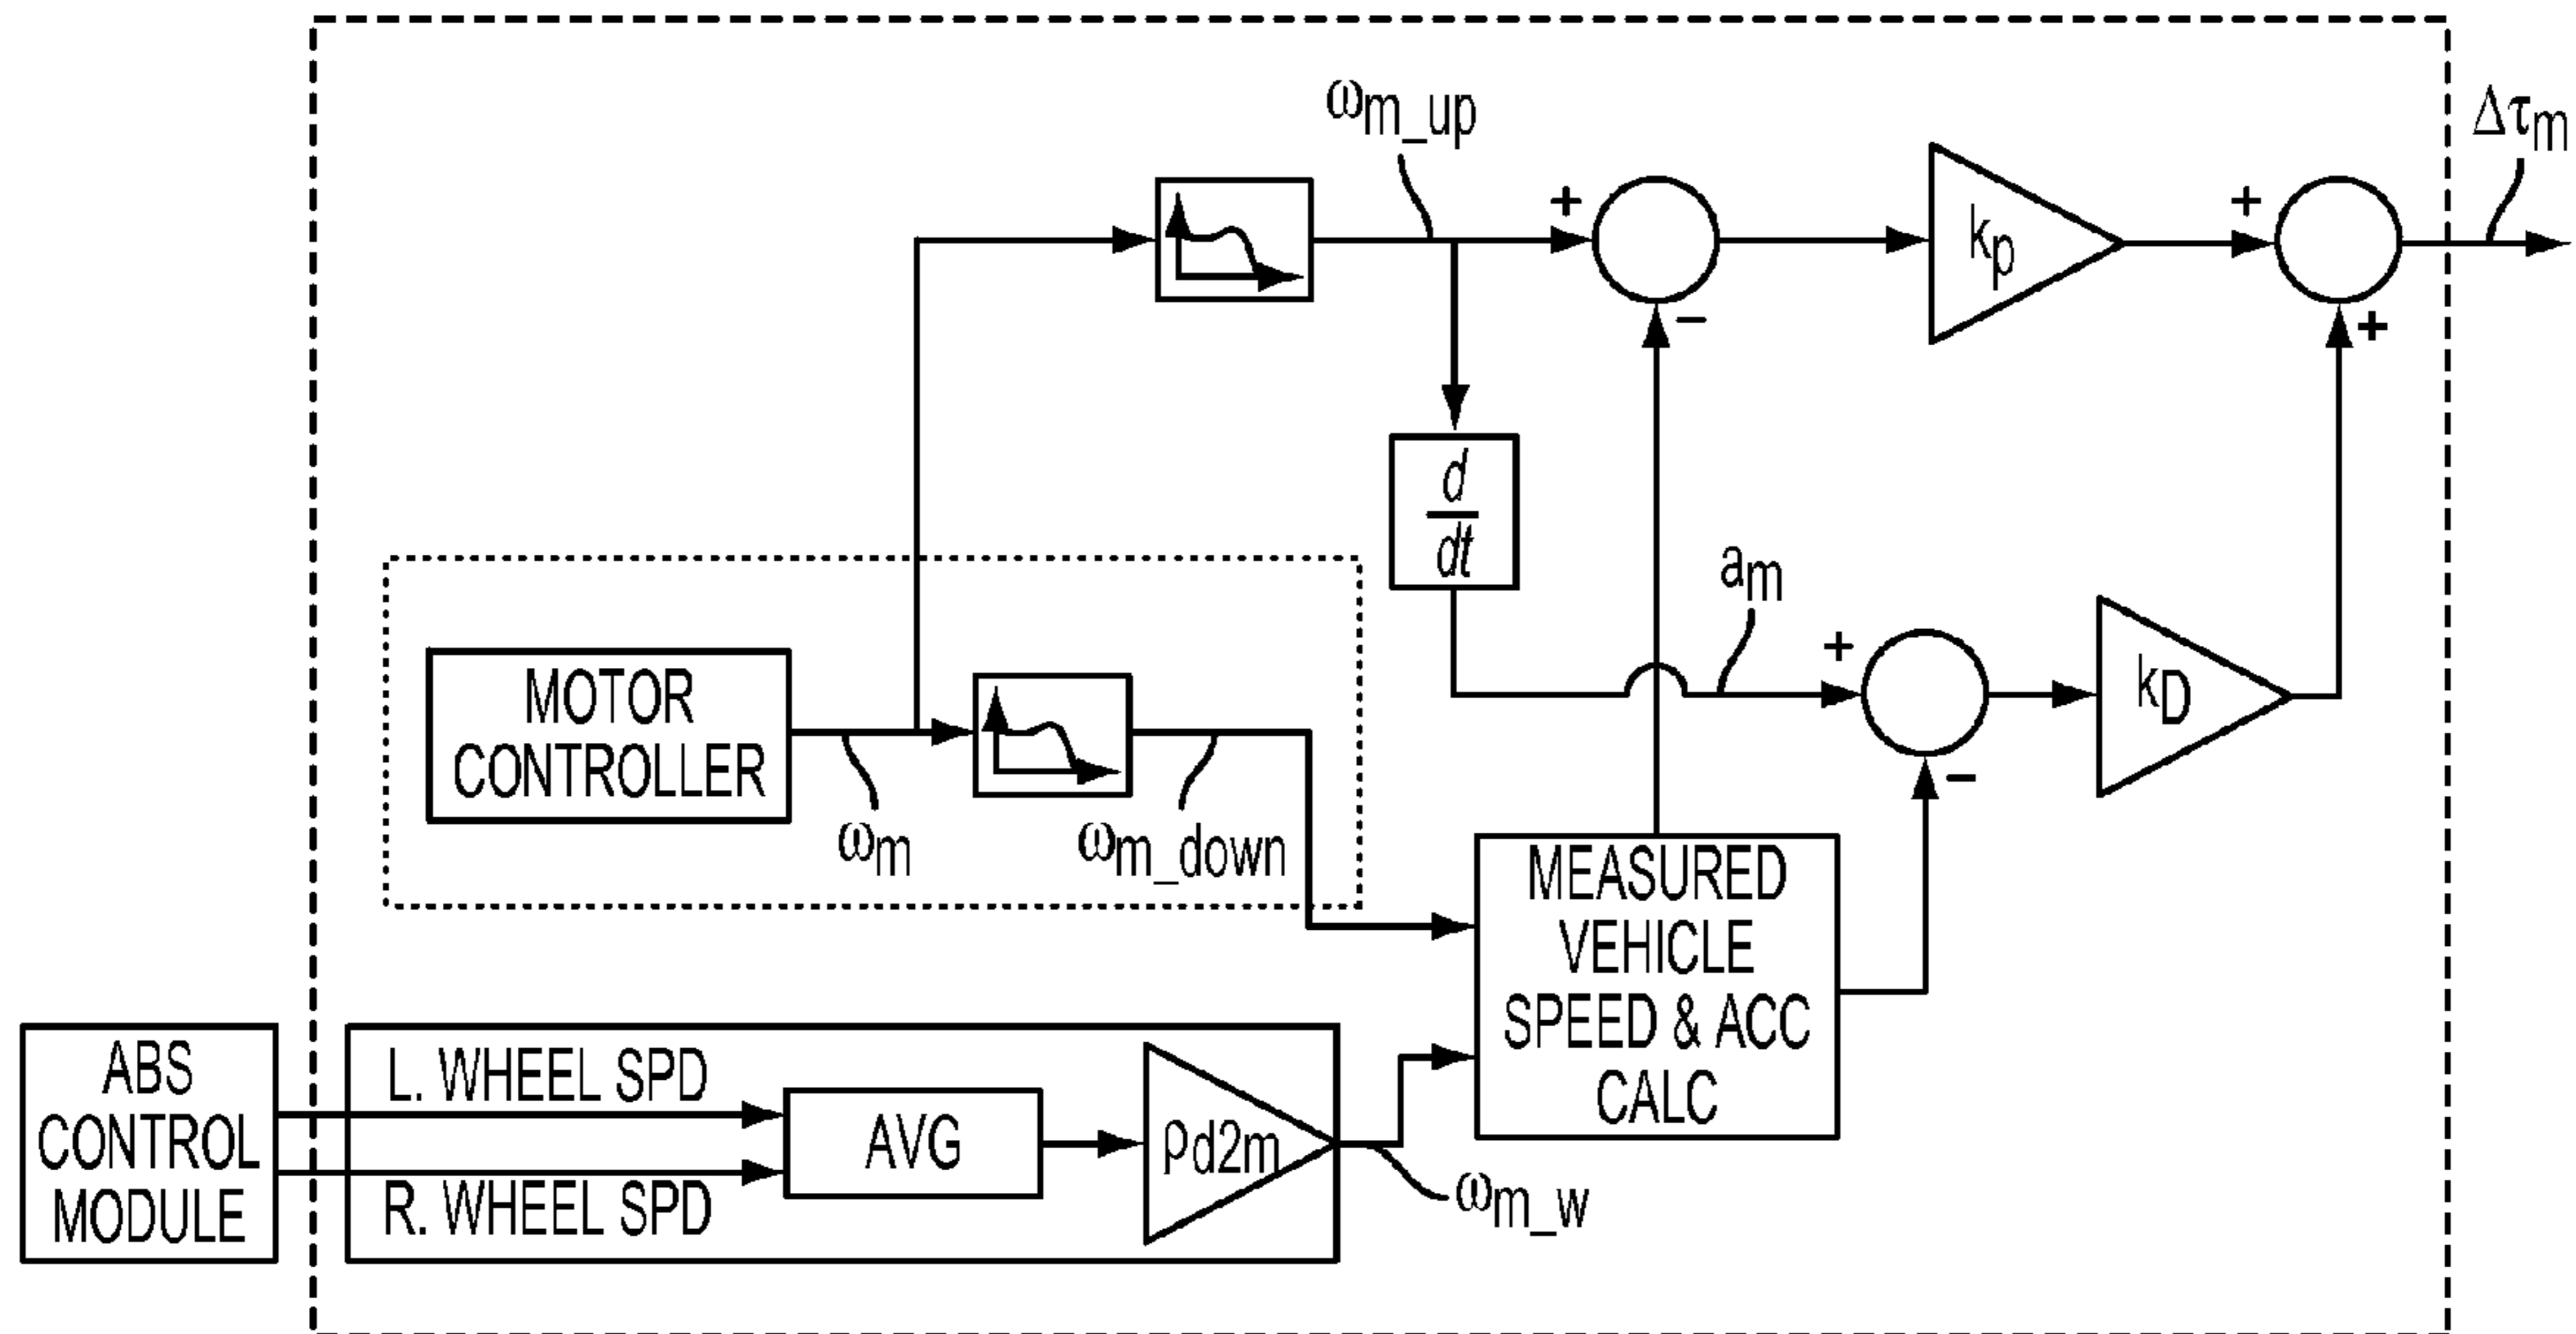 ωm_up
Δτm
+
+
kp
−
+
d
dt
am
+
kD
−
MOTOR
CONTROLLER
ωm
ωm_down
MEASURED
VEHICLE
SPEED & ACC
CALC
ABS
CONTROL
MODULE
L. WHEEL SPD
R. WHEEL SPD
AVG
ρd2m
ωm_w